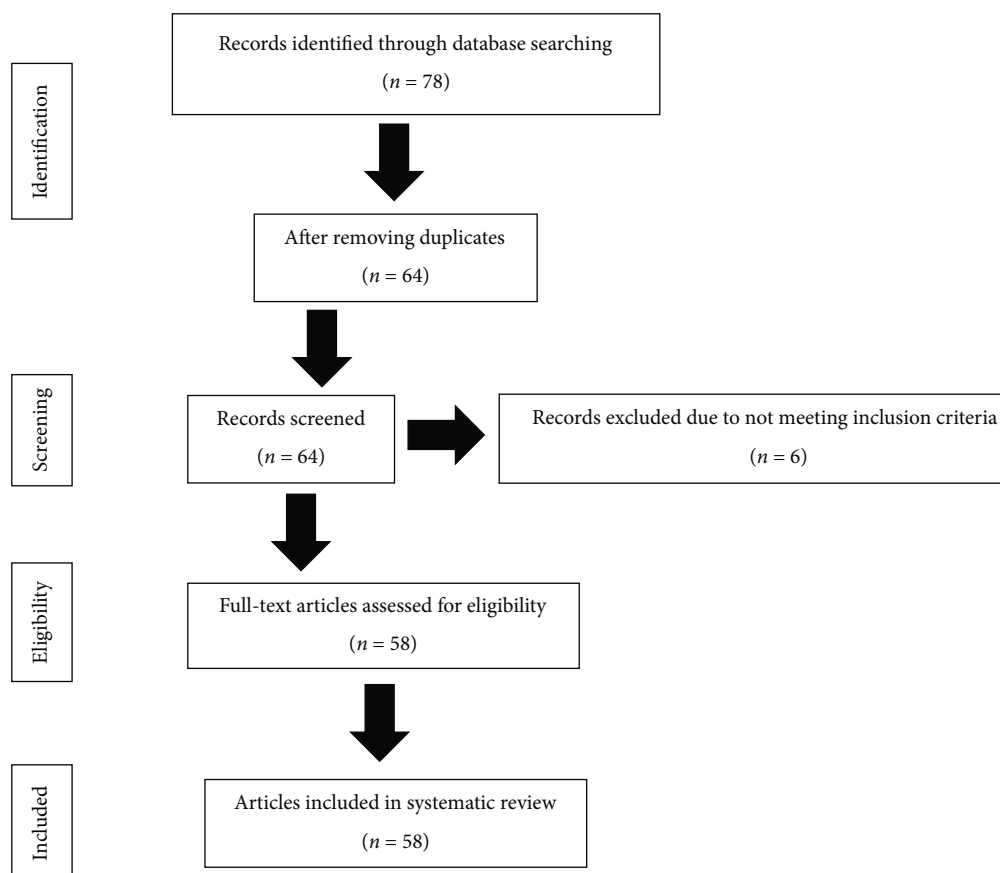 Identification
Records identified through database searching
(n = 78)
After removing duplicates
(n = 64)
Screening
Records screened
(n = 64)
Records excluded due to not meeting inclusion criteria
(n = 6)
Eligibility
Full-text articles assessed for eligibility
(n = 58)
Included
Articles included in systematic review
(n = 58)